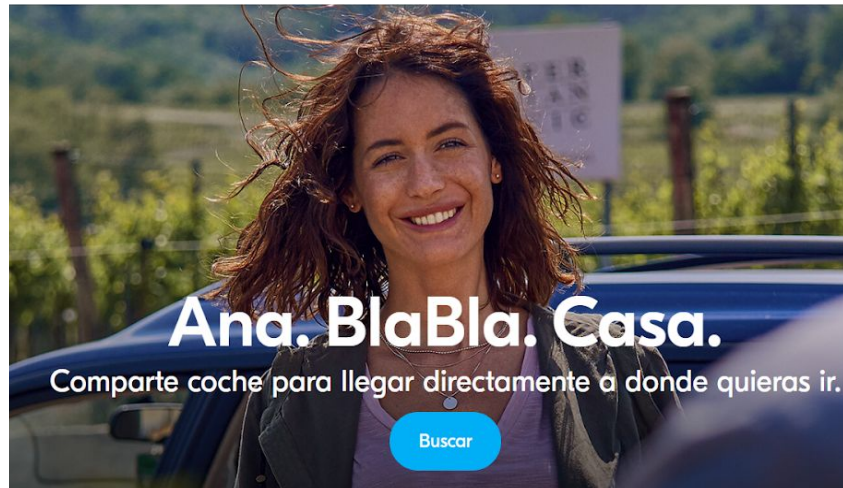 Ana. BlaBla. Casa.
Comparte coche para llegar directamente a donde quieras ir.
Buscar